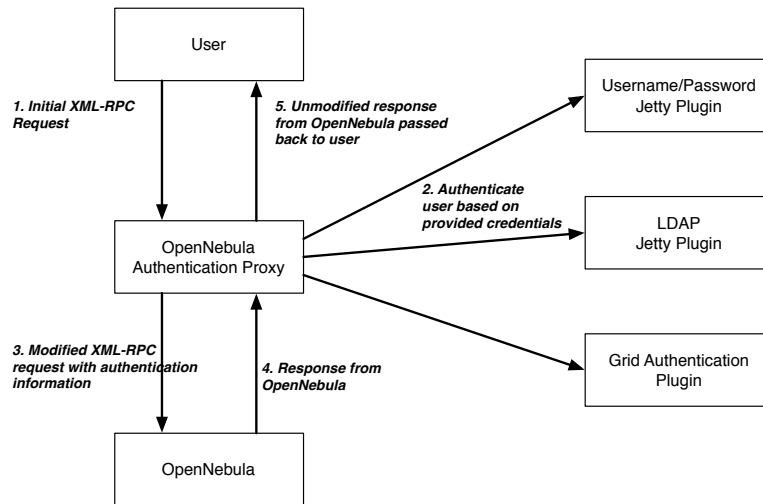 User
1. Initial XML-RPC
Request
5. Unmodified response
from OpenNebula passed
back to user
Username/Password
Jetty Plugin
2. Authenticate
user based on
provided credentials
OpenNebula
Authentication Proxy
LDAP
Jetty Plugin
3. Modified XML-RPC
request with authentication
information
4. Response from
OpenNebula
Grid Authentication
Plugin
OpenNebula